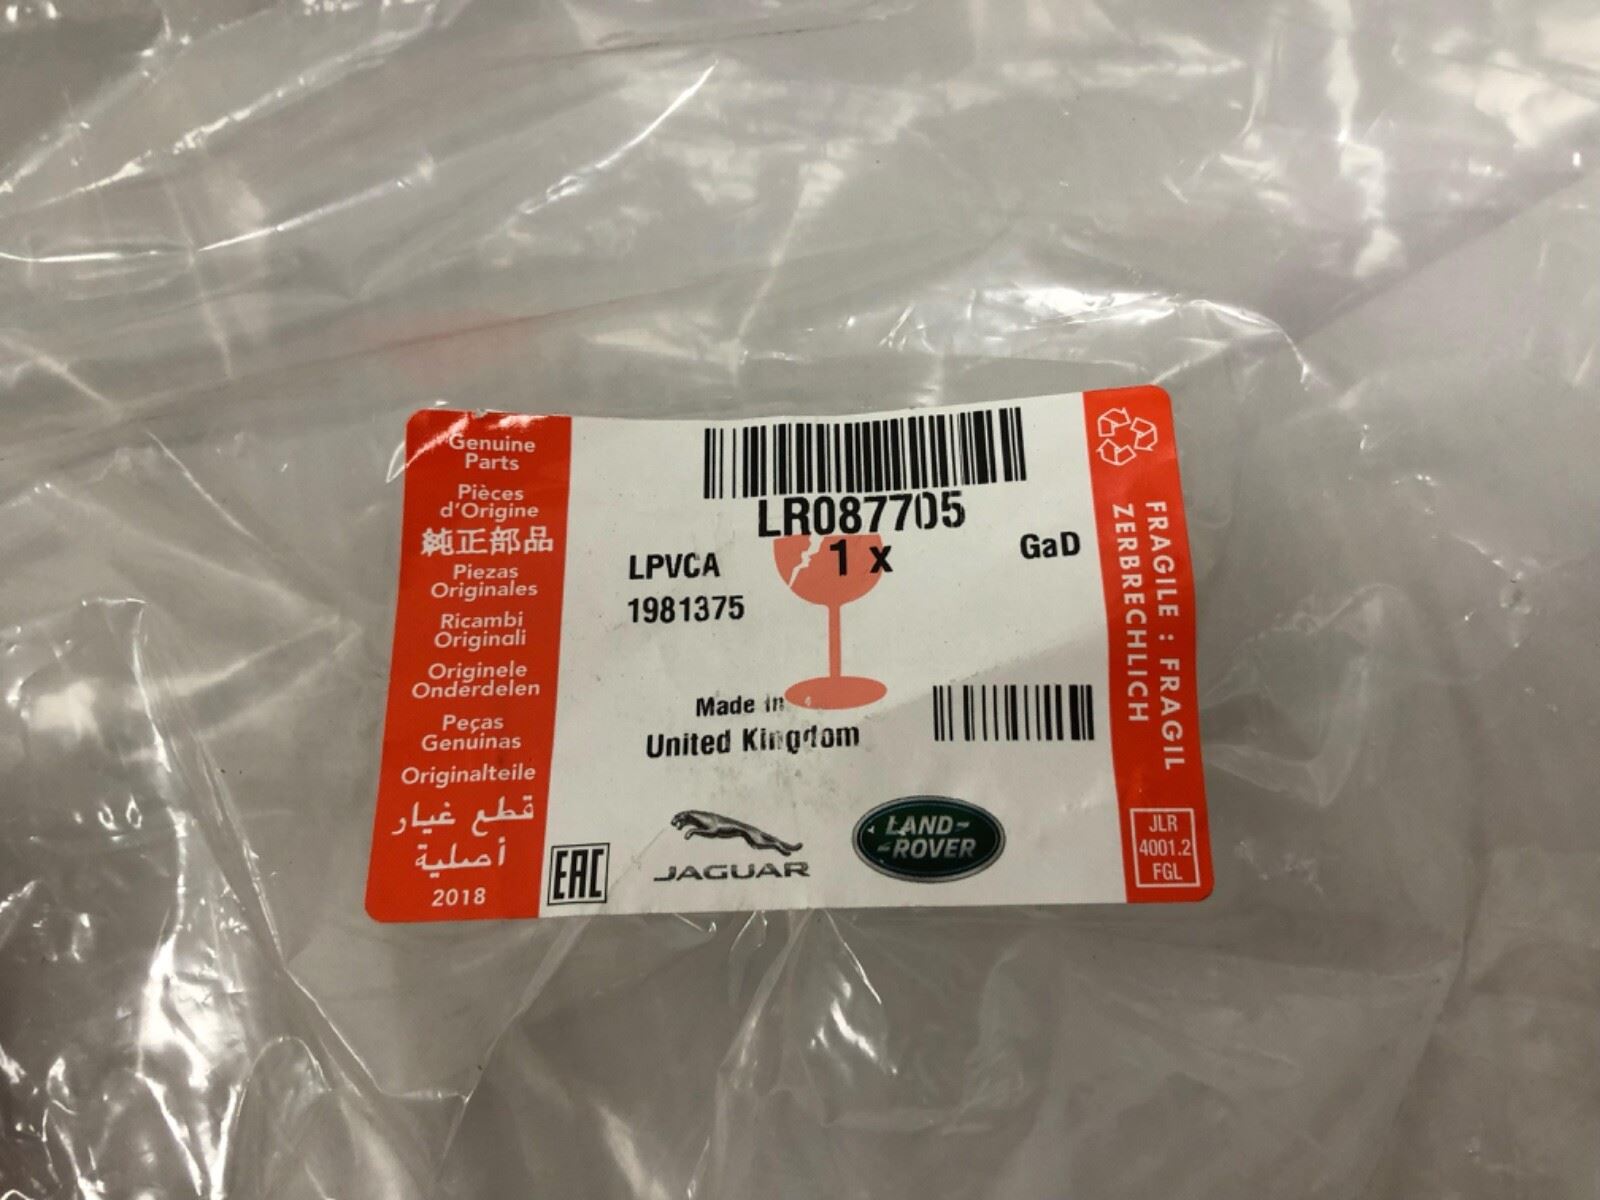 Genuine
Parts
Pièces
d'Origine
純正部品
Piezas
Originales
Ricambi
Originali
Originele
Onderdelen
Peças
Genuinas
Originalteile
قطع غيار
أصلية
2018
LR087705
1 x
GaD
LPVCA
1981375
Made in
United Kingdom
EAC
JAGUAR
LAND-
-ROVER
FRAGILE : FRAGIL
ZERBRECHLICH
JLR
4001.2
FGL